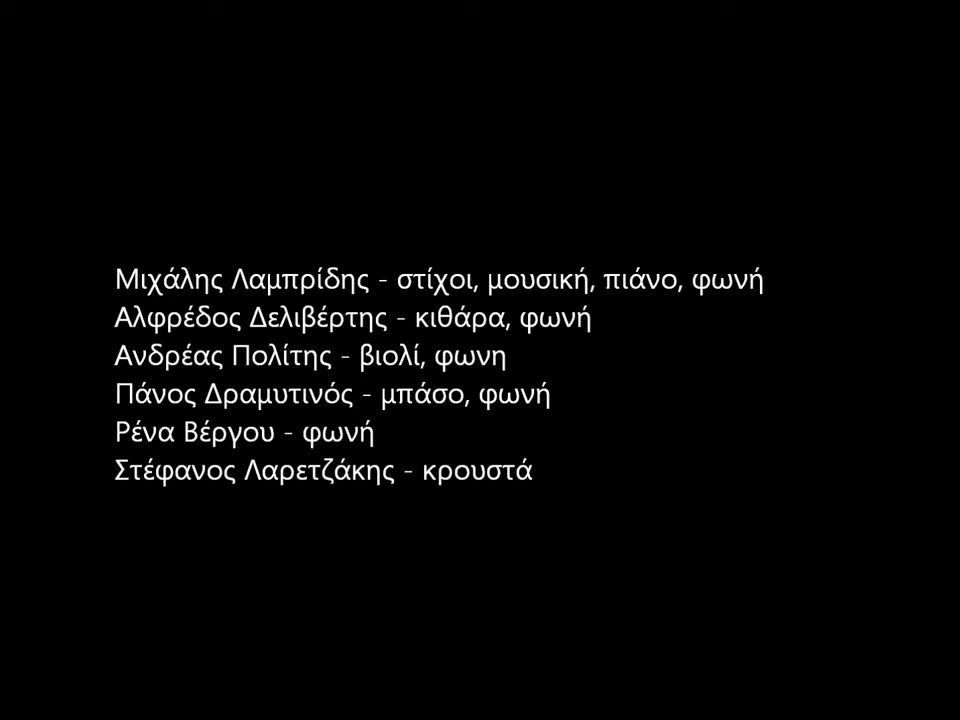 Μιχάλης Λαμπρίδης - στίχοι, μουσική, πιάνο, φωνή
Αλφρέδος Δελιβέρτης - κιθάρα, φωνή
Ανδρέας Πολίτης - βιολί, φωνη
Πάνος Δραμυτινός - μπάσο, φωνή
Ρένα Βέργου - φωνή
Στέφανος Λαρετζάκης - κρουστά